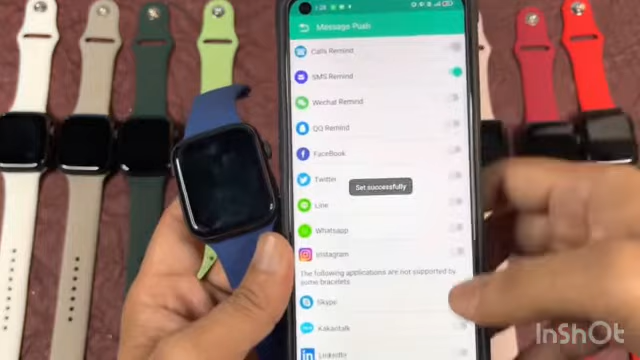 Message Push
Calls Remind
SMS Remind
Wechat Remind
QQ Remind
FaceBook
Twitter
Set successfully
Line
Whatsapp
Instagram
The following applications are not supported by
some bracelets
Skype
Kakaotalk
LinkedIn
INSHOT